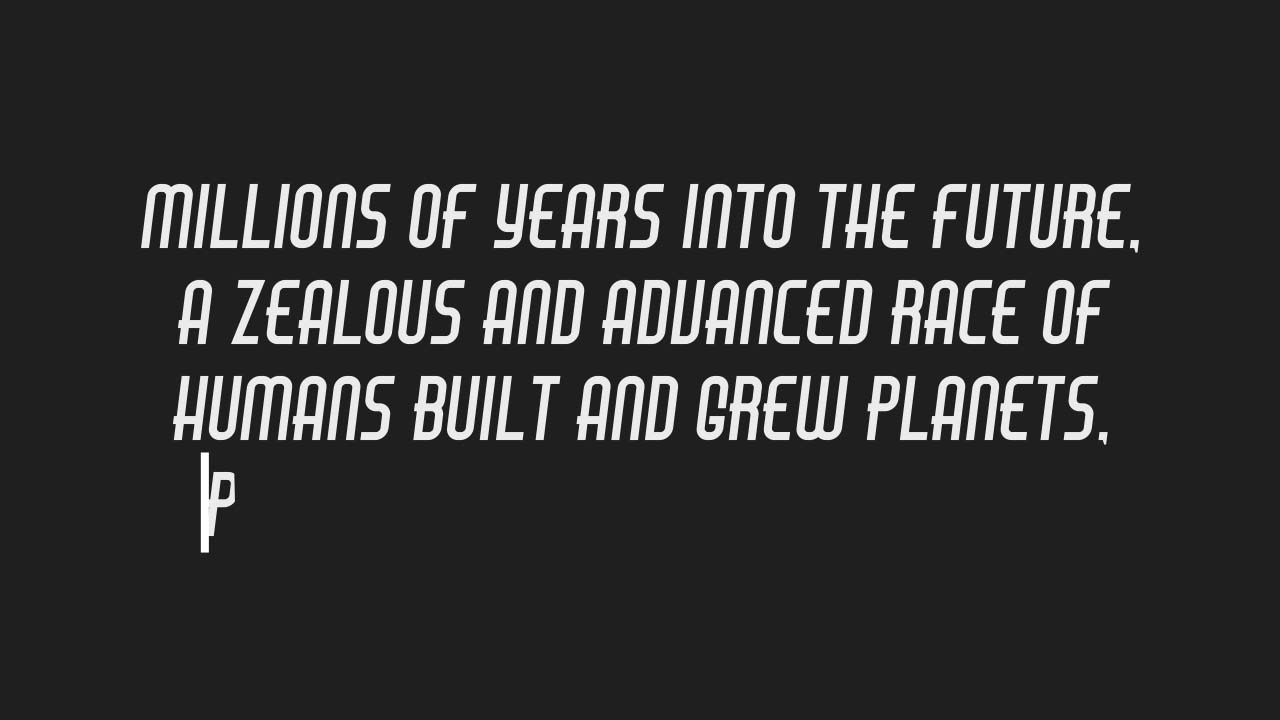 MILLIONS OF YEARS INTO THE FUTURE,
A ZEALOUS AND ADVANCED RACE OF
HUMANS BUILT AND GREW PLANETS,
P